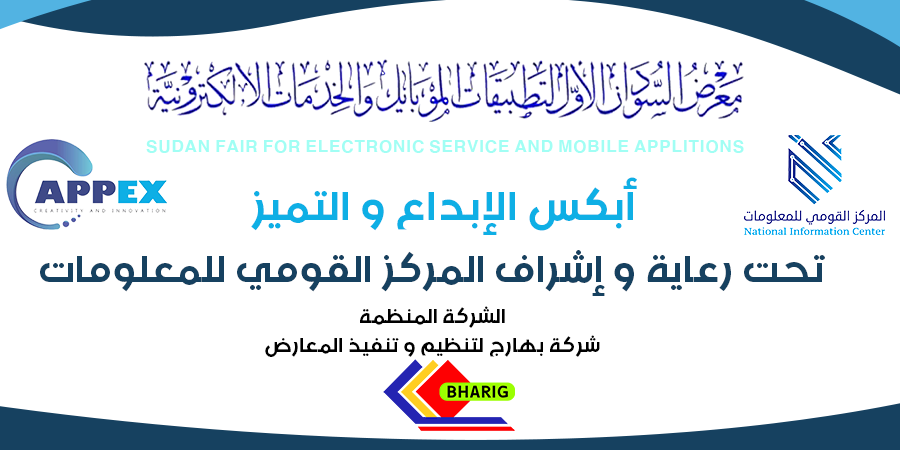 معرض السودان الأول لتطبيقات الموبايل والخدمات الالكترونية
SUDAN FAIR FOR ELECTRONIC SERVICE AND MOBILE APPLITIONS
APPEX
CREATIVITY AND INNOVATION
أبكس الإبداع و التميز
المركز القومي للمعلومات
National Information Center
تحت رعاية و إشراف المركز القومي للمعلومات
الشركة المنظمة
شركة بهارج لتنظيم و تنفيذ المعارض
BHARIG